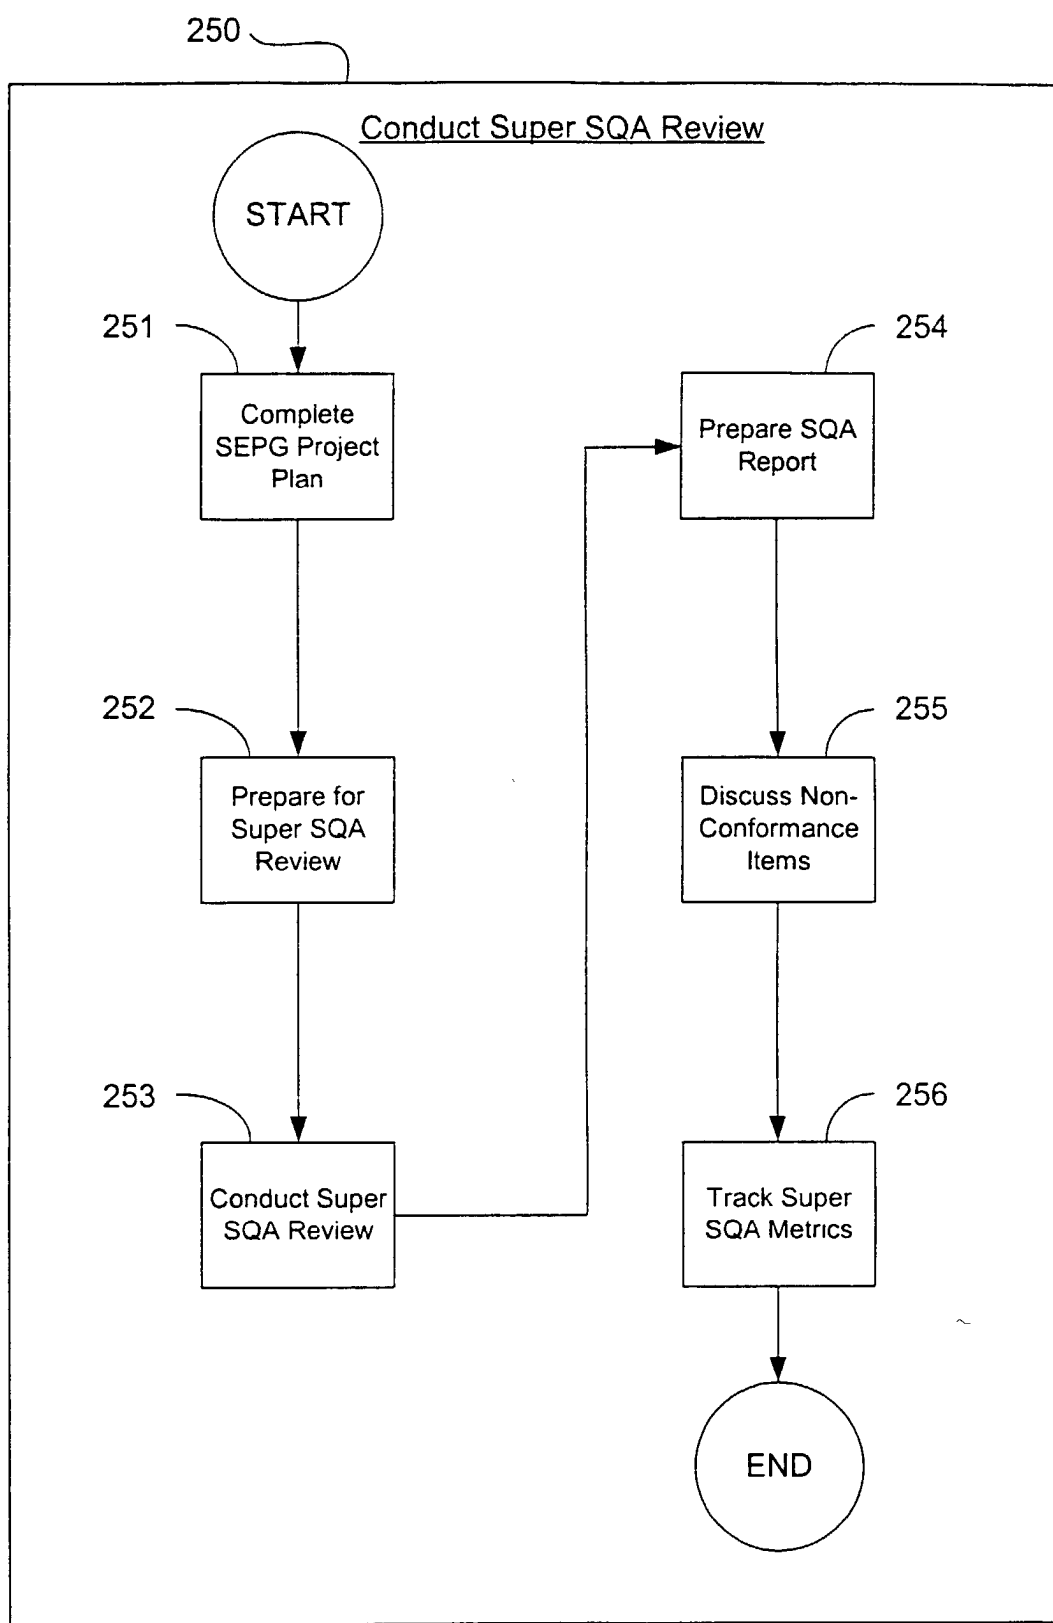 250
Conduct Super SQA Review
START
251
Complete
SEPG Project
Plan
252
Prepare for
Super SQA
Review
253
Conduct Super
SQA Review
254
Prepare SQA
Report
255
Discuss Non-
Conformance
Items
256
Track Super
SQA Metrics
END